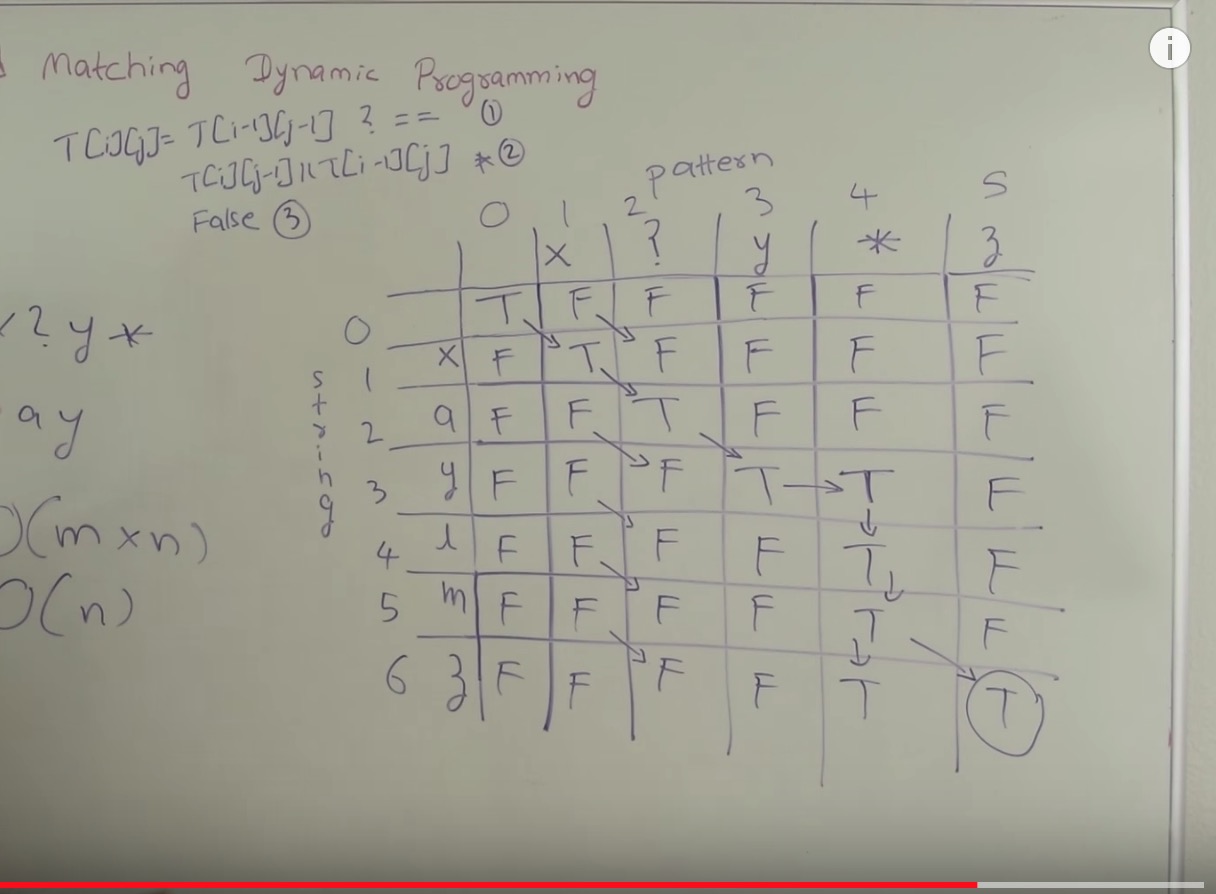 Matching Dynamic Programming
T[i][j]= T[i-1][j-1] ? == ①
T[i][j-1] || T[i-1][j] * ②
False ③
pattern
0 1 2 3 4 5
x ? y * z
0 T F F F F F
1 x F T F F F F
2 a F F T F F F
3 y F F F T T F
4 l F F F F T F
5 m F F F F T F
6 z F F F F T T
string
? y *
a y
O(m x n)
O(n)
i